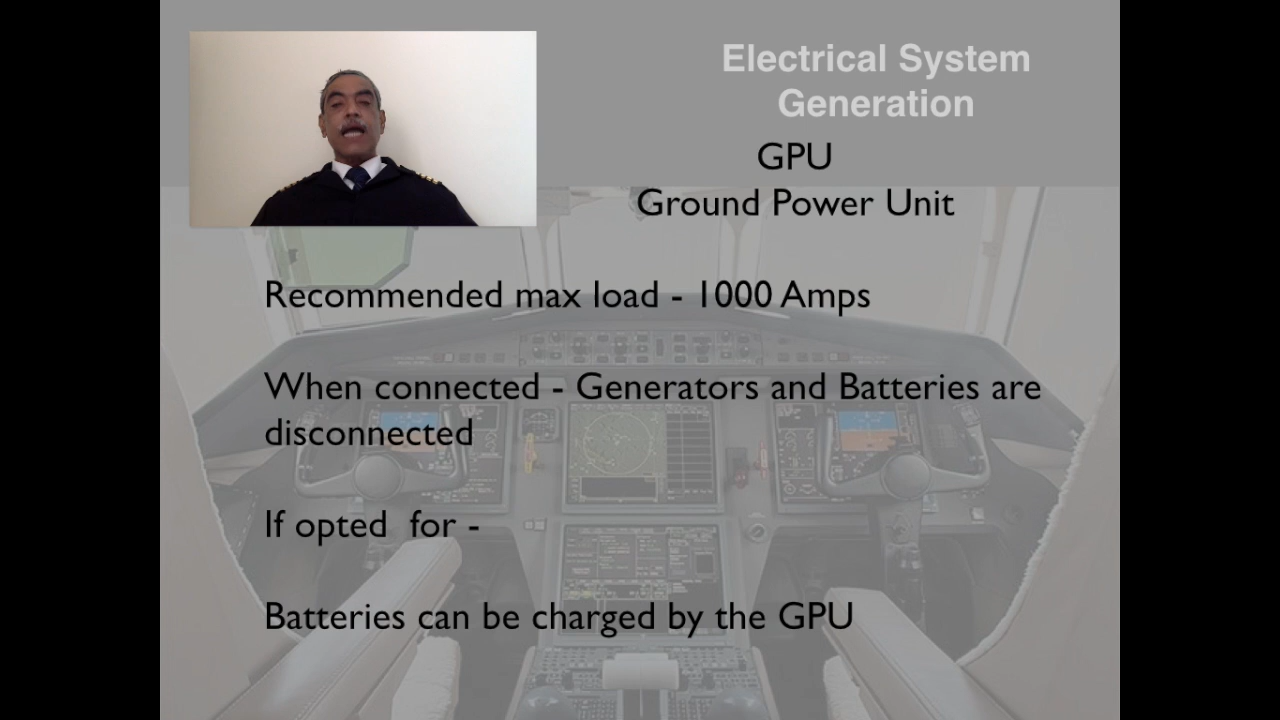 Electrical System
Generation
GPU
Ground Power Unit
Recommended max load - 1000 Amps
When connected - Generators and Batteries are
disconnected
If opted  for -
Batteries can be charged by the GPU